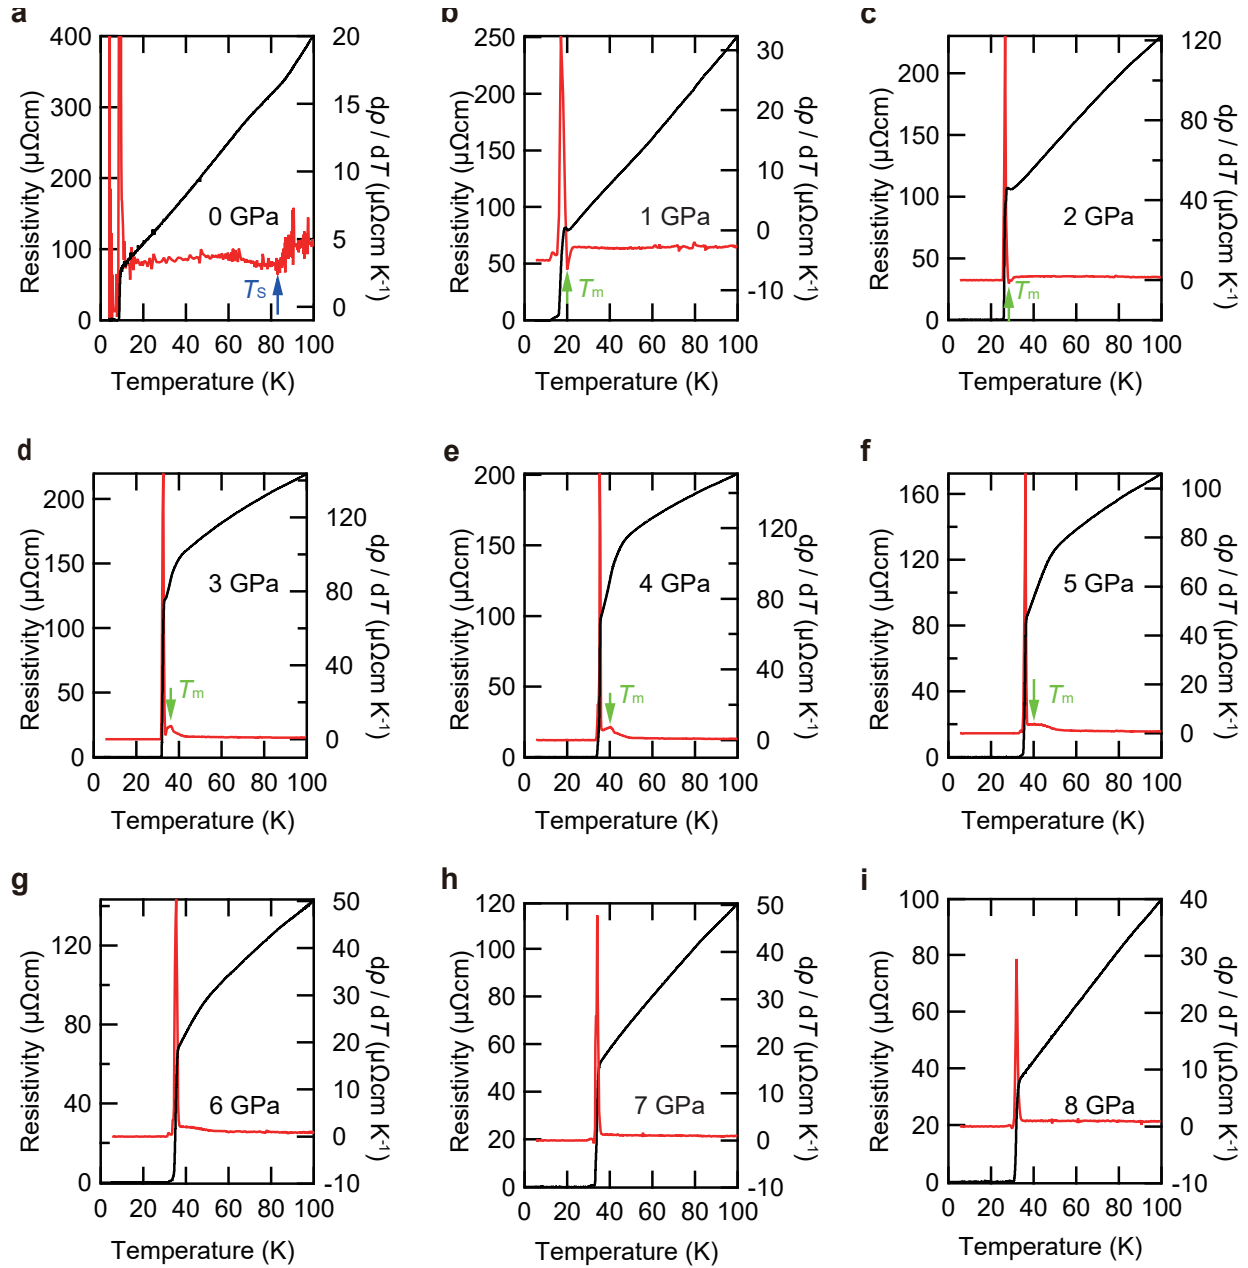 a
400
300
200
100
0
Resistivity (μΩcm)
20
15
10
5
0
dρ / dT (μΩcm K⁻¹)
0 GPa
Tₛ
0 20 40 60 80 100
Temperature (K)
b
250
200
150
100
50
0
Resistivity (μΩcm)
30
20
10
0
-10
dρ / dT (μΩcm K⁻¹)
1 GPa
Tₘ
0 20 40 60 80 100
Temperature (K)
c
200
150
100
50
0
Resistivity (μΩcm)
120
80
40
0
dρ / dT (μΩcm K⁻¹)
2 GPa
Tₘ
0 20 40 60 80 100
Temperature (K)
d
200
150
100
50
0
Resistivity (μΩcm)
120
80
40
0
dρ / dT (μΩcm K⁻¹)
3 GPa
Tₘ
0 20 40 60 80 100
Temperature (K)
e
200
150
100
50
0
Resistivity (μΩcm)
120
80
40
0
dρ / dT (μΩcm K⁻¹)
4 GPa
Tₘ
0 20 40 60 80 100
Temperature (K)
f
160
120
80
40
0
Resistivity (μΩcm)
100
80
60
40
20
0
dρ / dT (μΩcm K⁻¹)
5 GPa
Tₘ
0 20 40 60 80 100
Temperature (K)
g
120
80
40
0
Resistivity (μΩcm)
50
40
30
20
10
0
-10
dρ / dT (μΩcm K⁻¹)
6 GPa
0 20 40 60 80 100
Temperature (K)
h
120
100
80
60
40
20
0
Resistivity (μΩcm)
50
40
30
20
10
0
-10
dρ / dT (μΩcm K⁻¹)
7 GPa
0 20 40 60 80 100
Temperature (K)
i
100
80
60
40
20
0
Resistivity (μΩcm)
40
30
20
10
0
-10
dρ / dT (μΩcm K⁻¹)
8 GPa
0 20 40 60 80 100
Temperature (K)